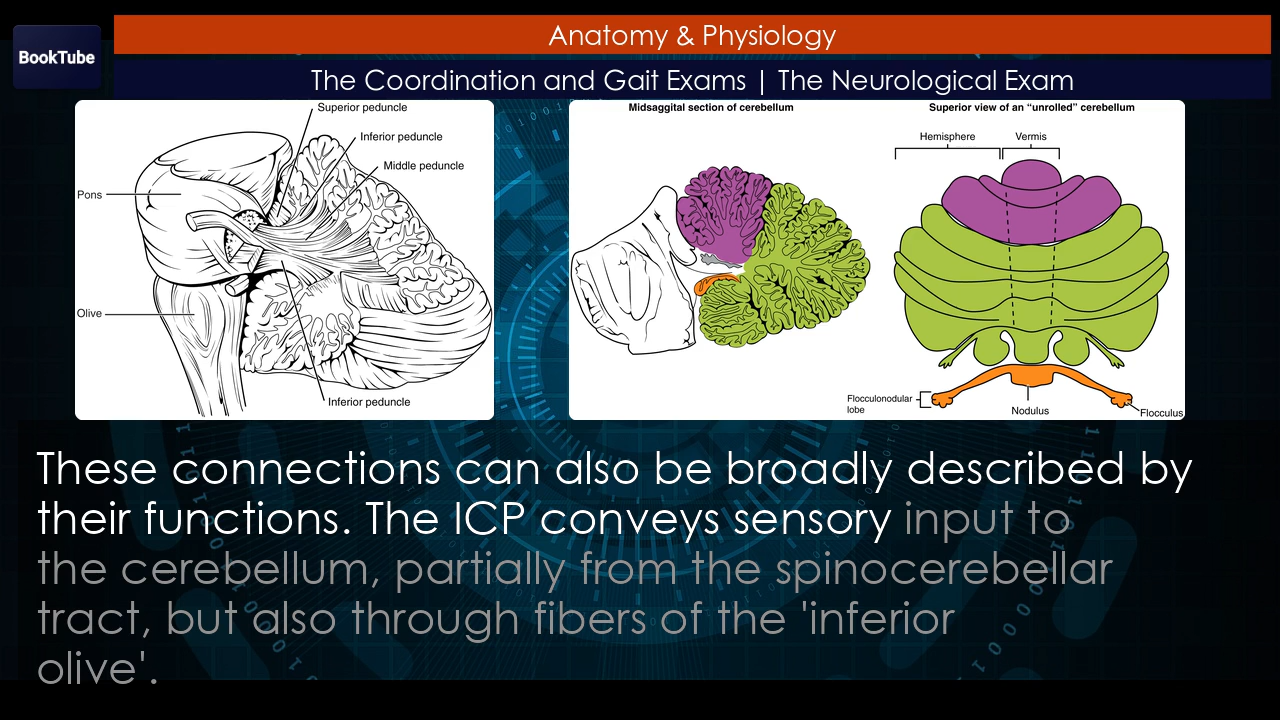 Anatomy & Physiology
BookTube
The Coordination and Gait Exams | The Neurological Exam
Superior peduncle
Inferior peduncle
Middle peduncle
Pons
Olive
Inferior peduncle
Midsaggital section of cerebellum
Superior view of an “unrolled” cerebellum
Hemisphere
Vermis
Flocculonodular
lobe
Nodulus
Flocculus
These connections can also be broadly described by
their functions. The ICP conveys sensory input to
the cerebellum, partially from the spinocerebellar
tract, but also through fibers of the 'inferior
olive'.